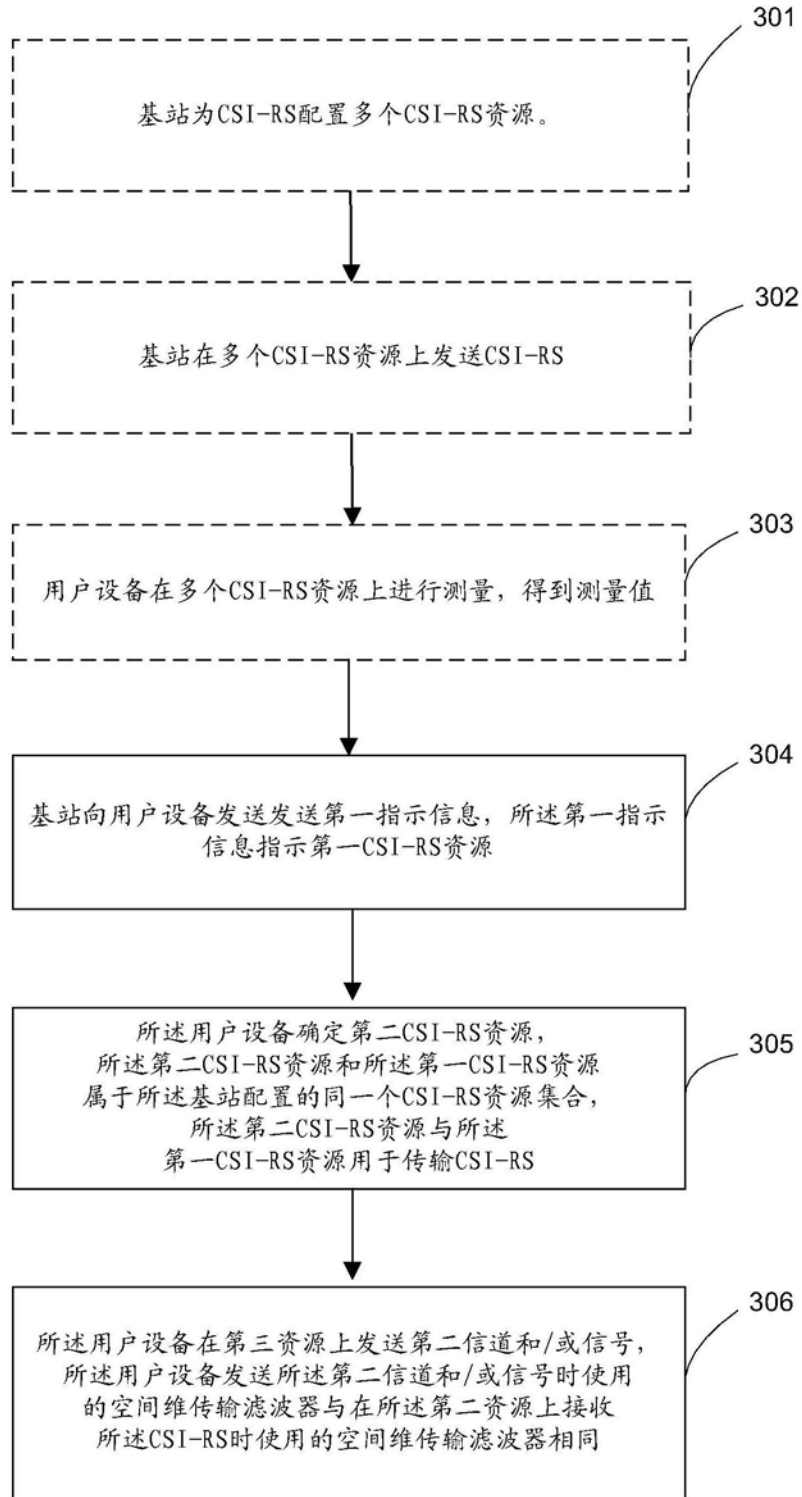 301
基站为CSI-RS配置多个CSI-RS资源。
302
基站在多个CSI-RS资源上发送CSI-RS
303
用户设备在多个CSI-RS资源上进行测量，得到测量值
304
基站向用户设备发送发送第一指示信息，所述第一指示
信息指示第一CSI-RS资源
305
所述用户设备确定第二CSI-RS资源，
所述第二CSI-RS资源和所述第一CSI-RS资源
属于所述基站配置的同一个CSI-RS资源集合，
所述第二CSI-RS资源与所述
第一CSI-RS资源用于传输CSI-RS
306
所述用户设备在第三资源上发送第二信道和/或信号，
所述用户设备发送所述第二信道和/或信号时使用
的空间维传输滤波器与在所述第二资源上接收
所述CSI-RS时使用的空间维传输滤波器相同